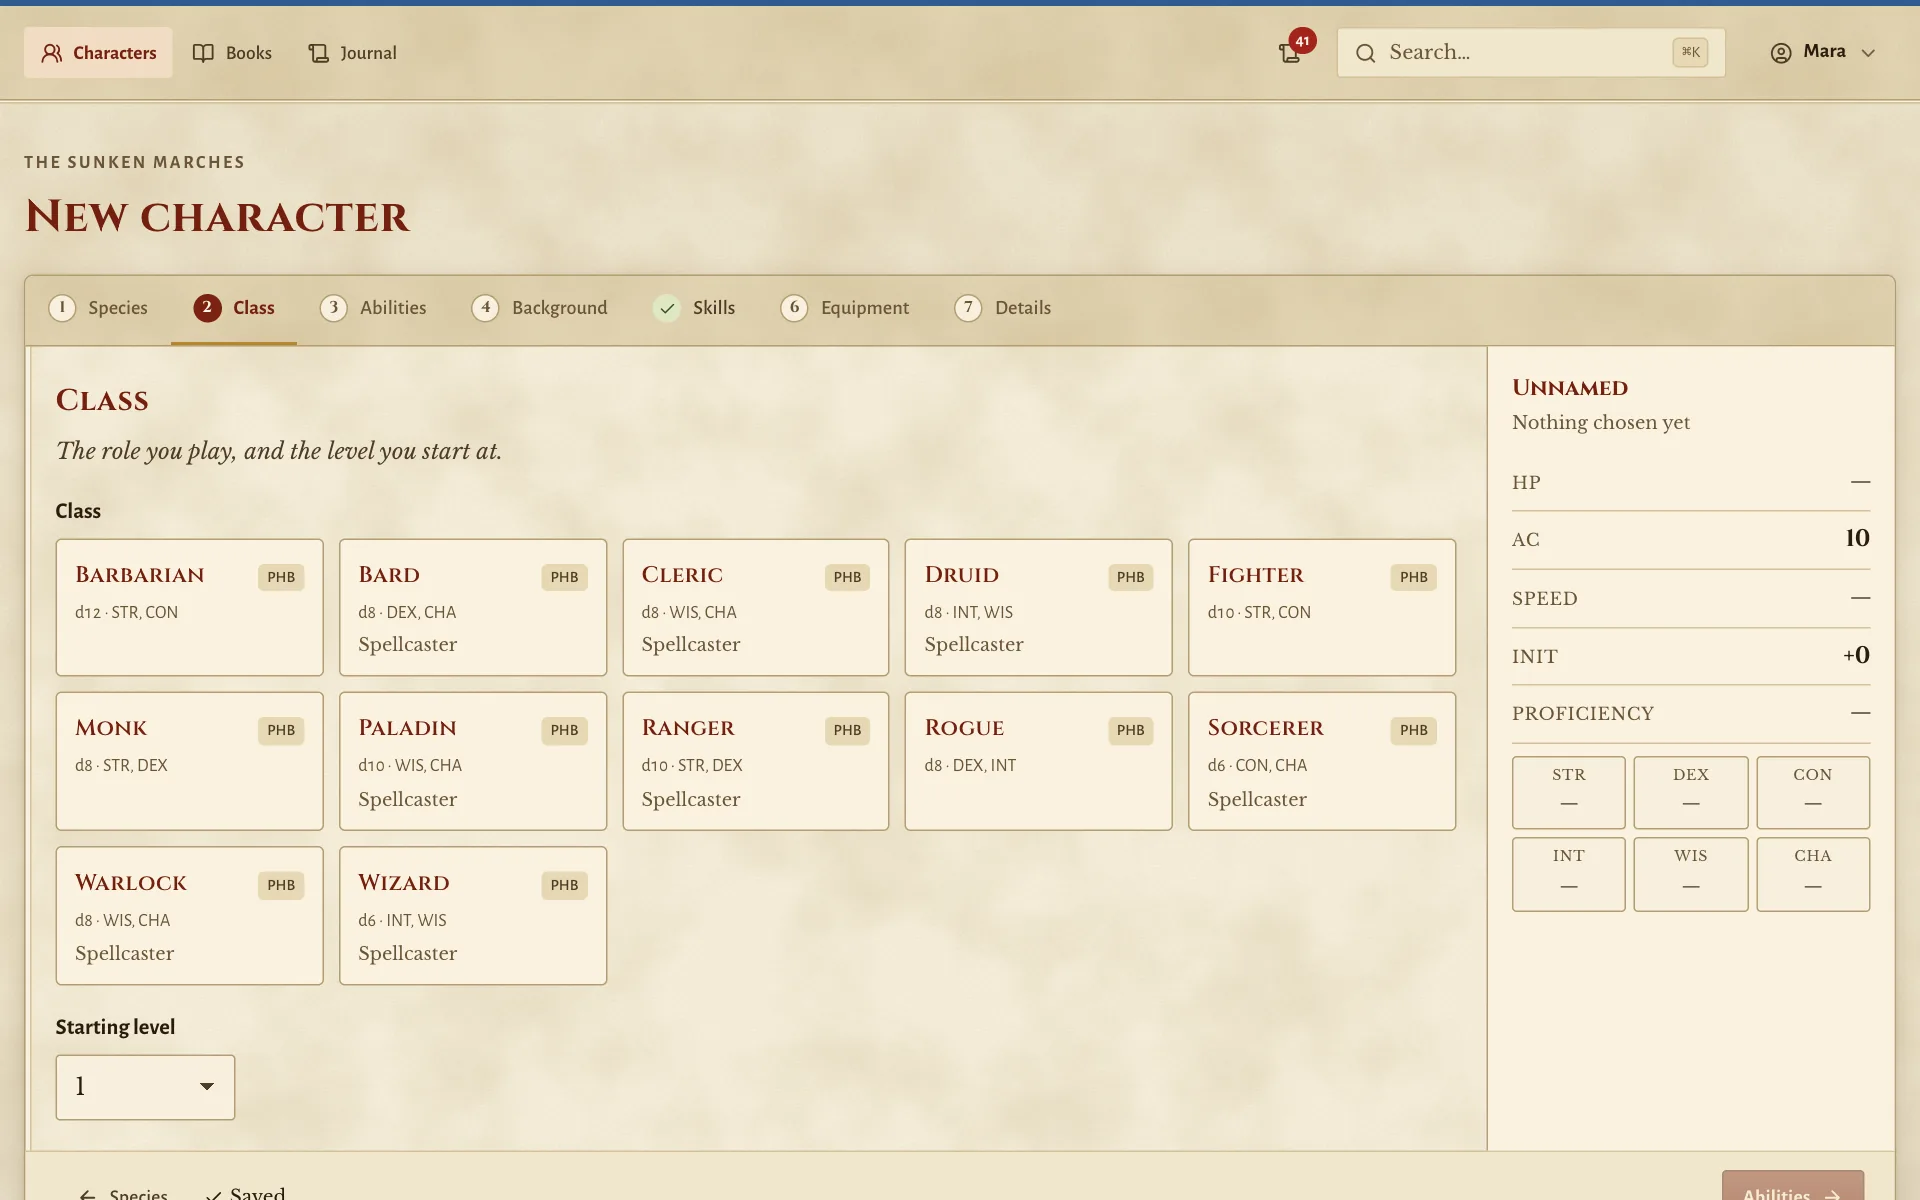 Characters
Books
Journal
41
Search...
⌘K
Mara
THE SUNKEN MARCHES
New character
1 Species
2 Class
3 Abilities
4 Background
Skills
6 Equipment
7 Details
Class
The role you play, and the level you start at.
Class
Barbarian PHB
d12 · STR, CON
Bard PHB
d8 · DEX, CHA
Spellcaster
Cleric PHB
d8 · WIS, CHA
Spellcaster
Druid PHB
d8 · INT, WIS
Spellcaster
Fighter PHB
d10 · STR, CON
Monk PHB
d8 · STR, DEX
Paladin PHB
d10 · WIS, CHA
Spellcaster
Ranger PHB
d10 · STR, DEX
Spellcaster
Rogue PHB
d8 · DEX, INT
Sorcerer PHB
d6 · CON, CHA
Spellcaster
Warlock PHB
d8 · WIS, CHA
Spellcaster
Wizard PHB
d6 · INT, WIS
Spellcaster
Starting level
1
Unnamed
Nothing chosen yet
HP —
AC 10
SPEED —
INIT +0
PROFICIENCY —
STR
—
DEX
—
CON
—
INT
—
WIS
—
CHA
—
← Species
Saved
Abilities →